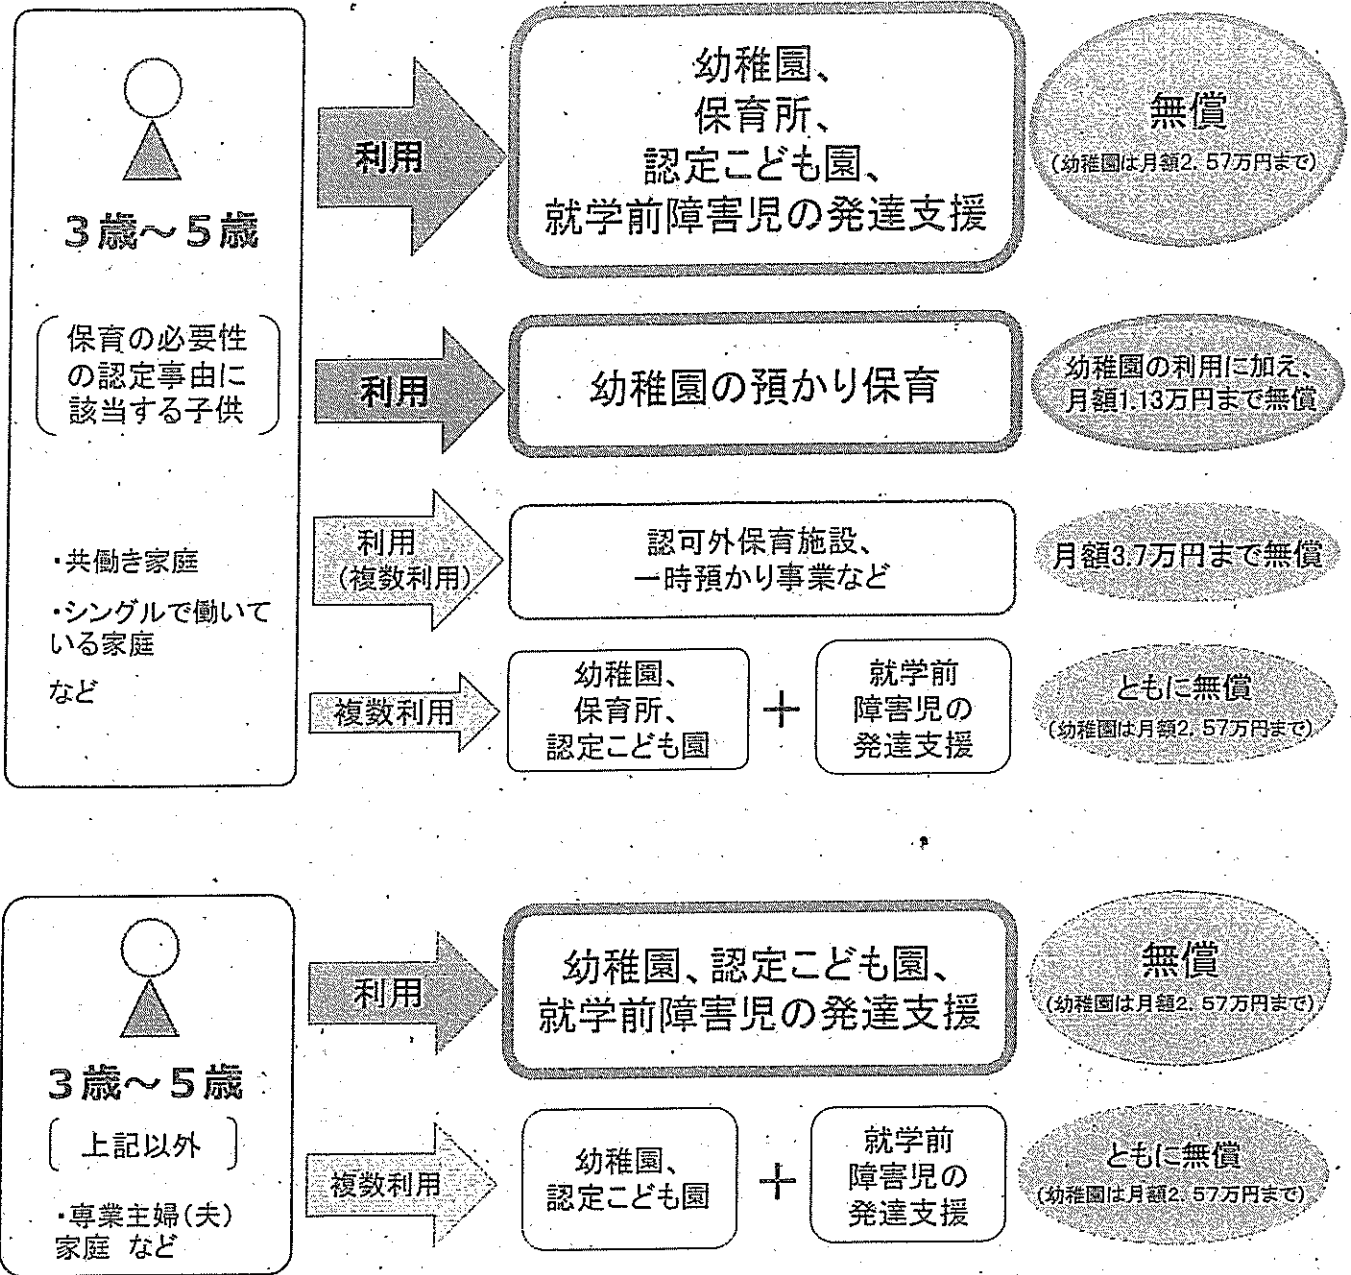 3歳～5歳
保育の必要性
の認定事由に
該当する子供
・共働き家庭
・シングルで働いて
いる家庭
など
利用
幼稚園、
保育所、
認定こども園、
就学前障害児の発達支援
無償
(幼稚園は月額2.57万円まで)
利用
幼稚園の預かり保育
幼稚園の利用に加え、
月額1.13万円まで無償
利用
(複数利用)
認可外保育施設、
一時預かり事業など
月額3.7万円まで無償
複数利用
幼稚園、
保育所、
認定こども園
+
就学前
障害児の
発達支援
ともに無償
(幼稚園は月額2.57万円まで)
3歳～5歳
上記以外
・専業主婦(夫)
家庭 など
利用
幼稚園、認定こども園、
就学前障害児の発達支援
無償
(幼稚園は月額2.57万円まで)
複数利用
幼稚園、
認定こども園
+
就学前
障害児の
発達支援
ともに無償
(幼稚園は月額2.57万円まで)